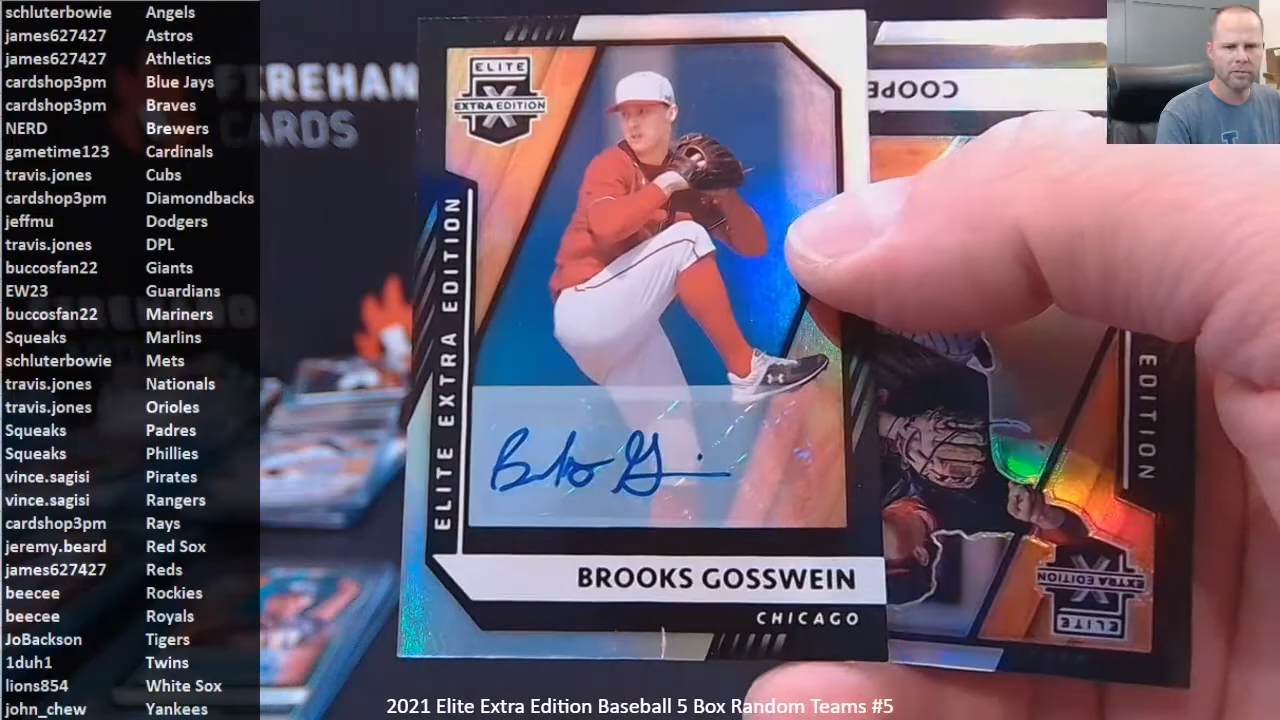 schluterbowie Angels
james627427 Astros
james627427 Athletics
cardshop3pm Blue Jays
cardshop3pm Braves
NERD Brewers
gametime123 Cardinals
travis.jones Cubs
cardshop3pm Diamondbacks
jeffmu Dodgers
travis.jones DPL
buccosfan22 Giants
EW23 Guardians
buccosfan22 Mariners
Squeaks Marlins
schluterbowie Mets
travis.jones Nationals
travis.jones Orioles
Squeaks Padres
Squeaks Phillies
vince.sagisi Pirates
vince.sagisi Rangers
cardshop3pm Rays
jeremy.beard Red Sox
james627427 Reds
beecee Rockies
beecee Royals
JoBackson Tigers
1duh1 Twins
lions854 White Sox
john_chew Yankees
FIREHAN
CARDS
ELITE
X
EXTRA EDITION
ELITE EXTRA EDITION
BROOKS GOSSWEIN
CHICAGO
COOPE
EDITION
EXTRA EDITION
X
ELITE
2021 Elite Extra Edition Baseball 5 Box Random Teams #5